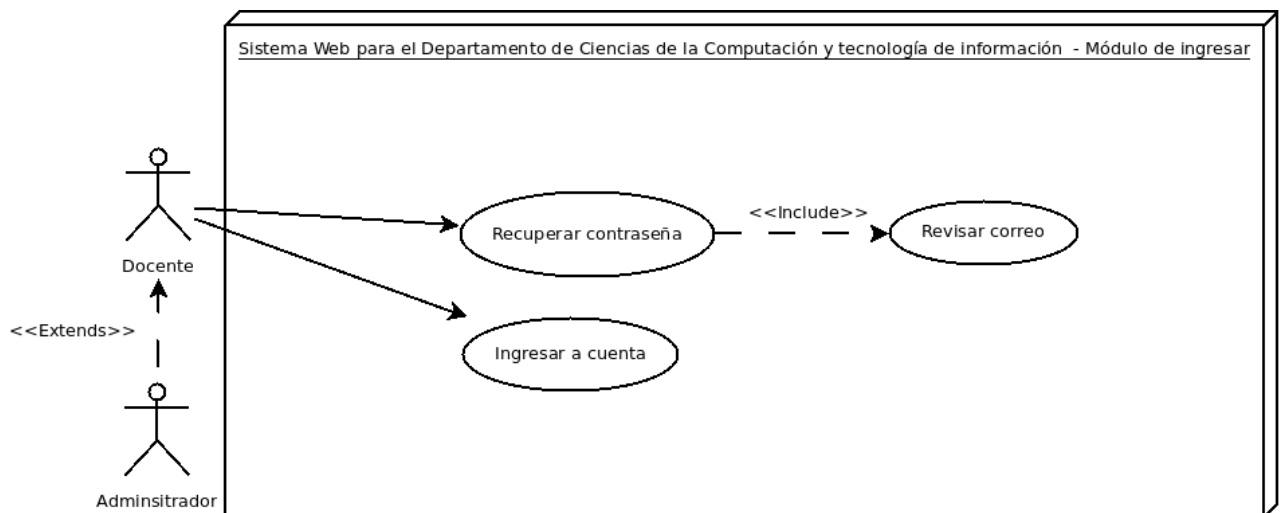 Sistema Web para el Departamento de Ciencias de la Computación y tecnología de información - Módulo de ingresar
<<Include>>
Recuperar contraseña
Revisar correo
Docente
<<Extends>>
Ingresar a cuenta
Adminsitrador